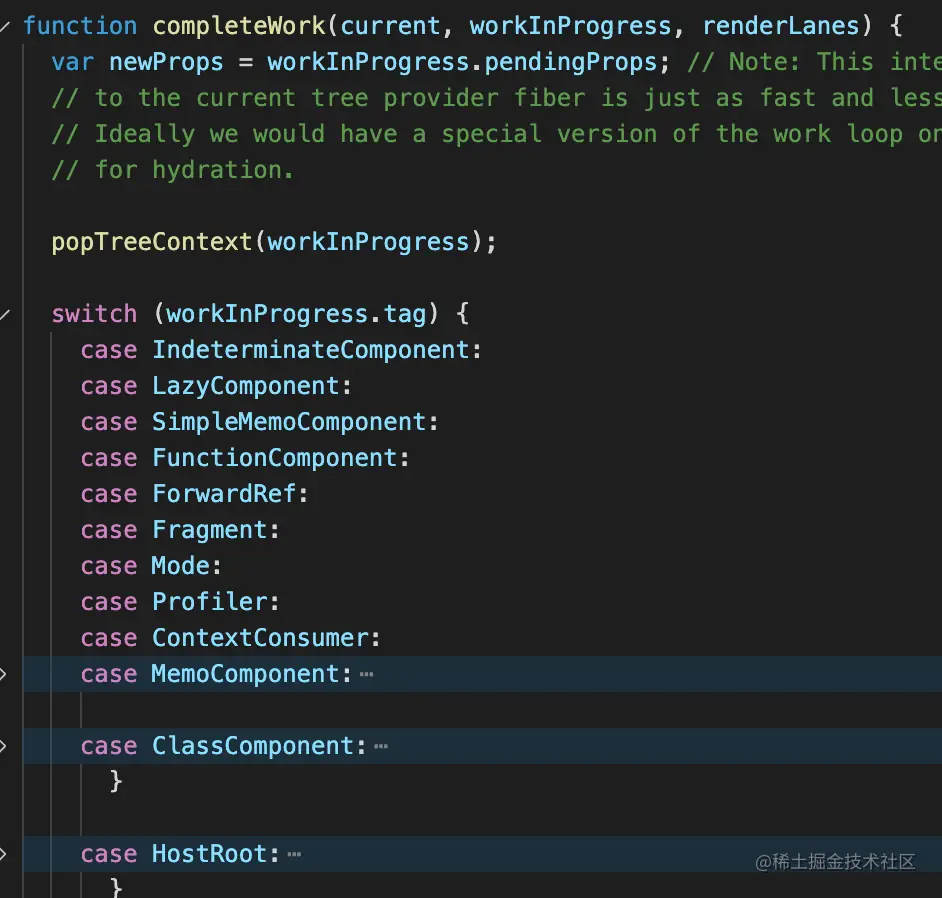 function completeWork(current, workInProgress, renderLanes) {
var newProps = workInProgress.pendingProps; // Note: This inte
// to the current tree provider fiber is just as fast and less
// Ideally we would have a special version of the work loop on
// for hydration.
popTreeContext(workInProgress);
switch (workInProgress.tag) {
case IndeterminateComponent:
case LazyComponent:
case SimpleMemoComponent:
case FunctionComponent:
case ForwardRef:
case Fragment:
case Mode:
case Profiler:
case ContextConsumer:
case MemoComponent:⋯
case ClassComponent:⋯
}
case HostRoot:⋯
}
@稀土掘金技术社区